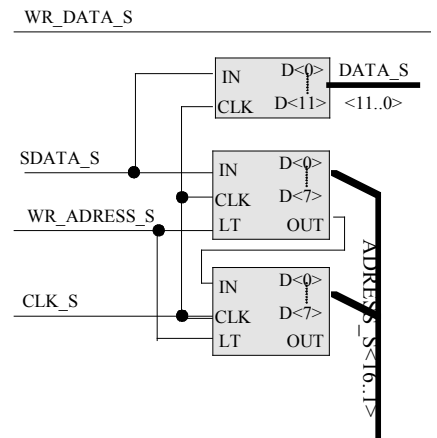 WR_DATA_S
IN D<0> DATA_S
CLK D<11> <11..0>
SDATA_S
IN D<0>
CLK D<7>
WR_ADRESS_S
LT OUT
ADRESS_S<16..1>
IN D<0>
CLK_S
CLK D<7>
LT OUT